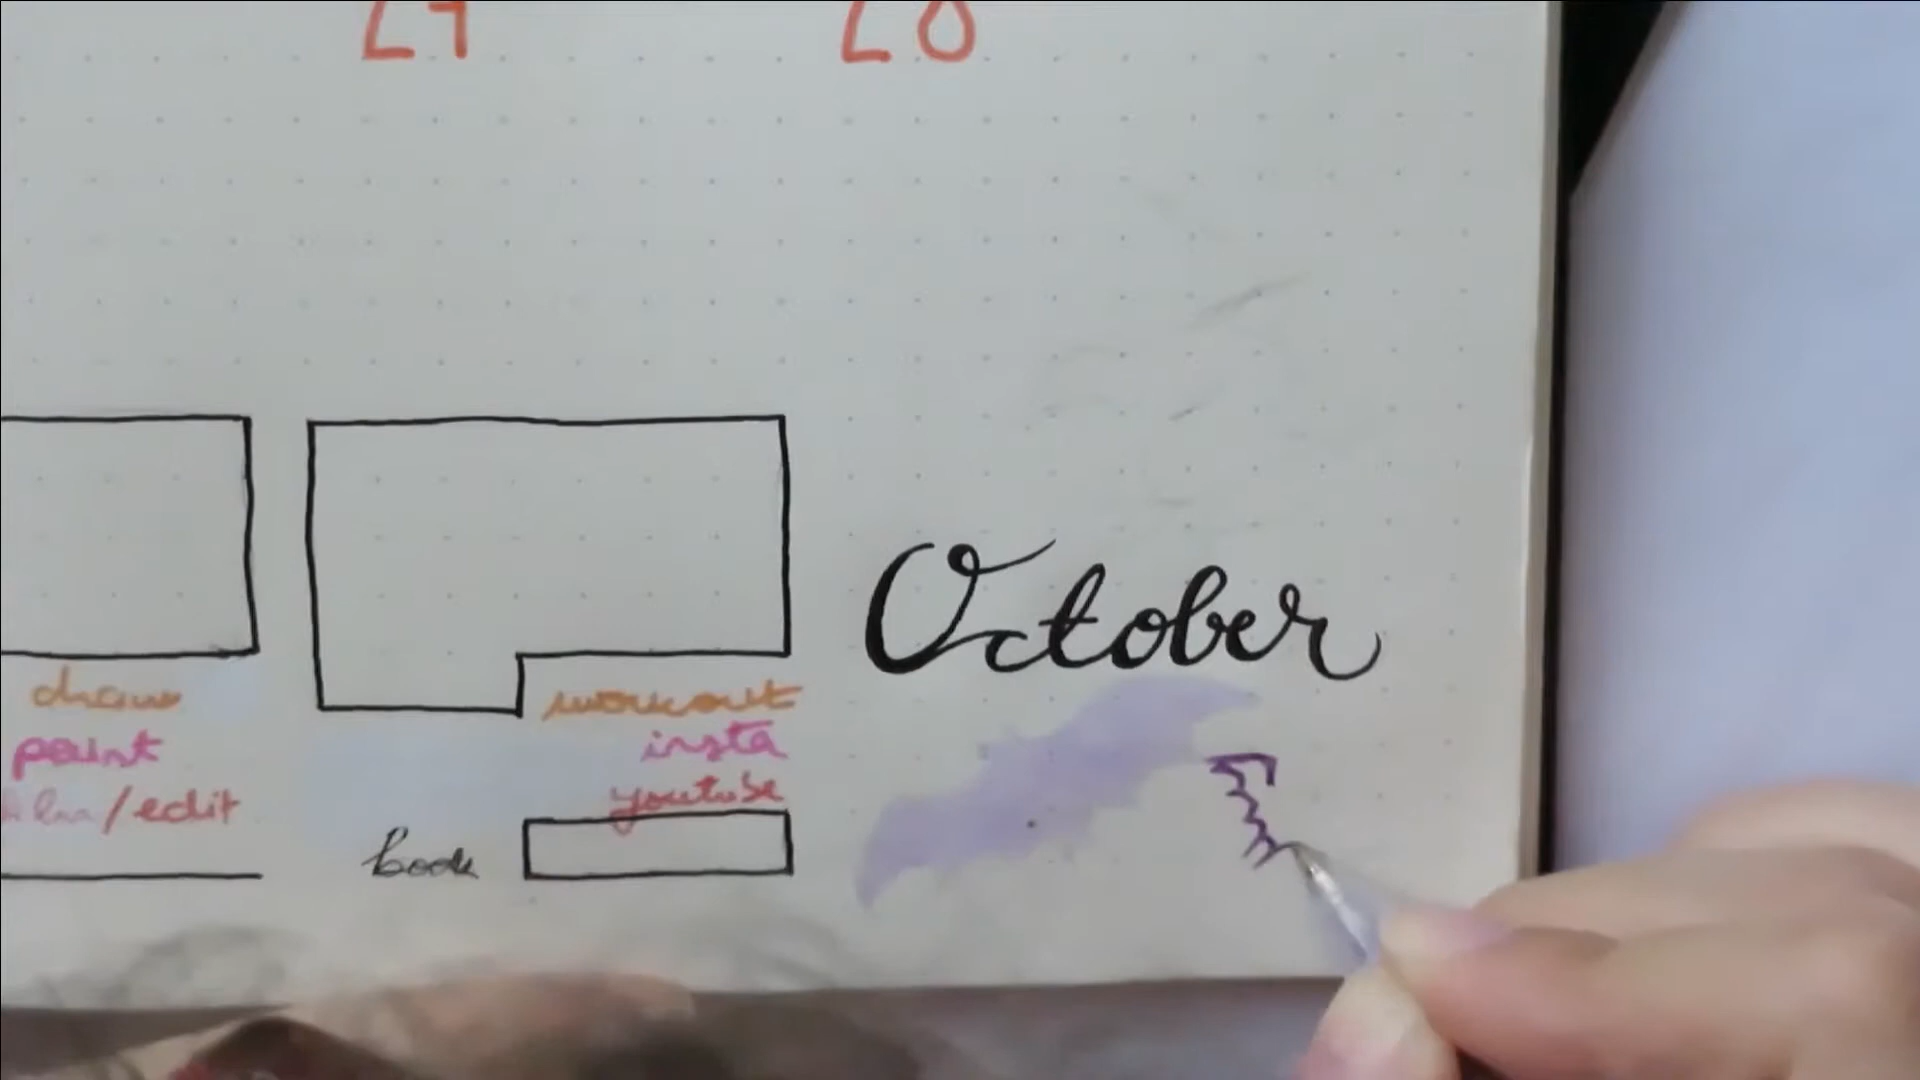 October
draw
workout
paint
insta
/edit
youtube
book